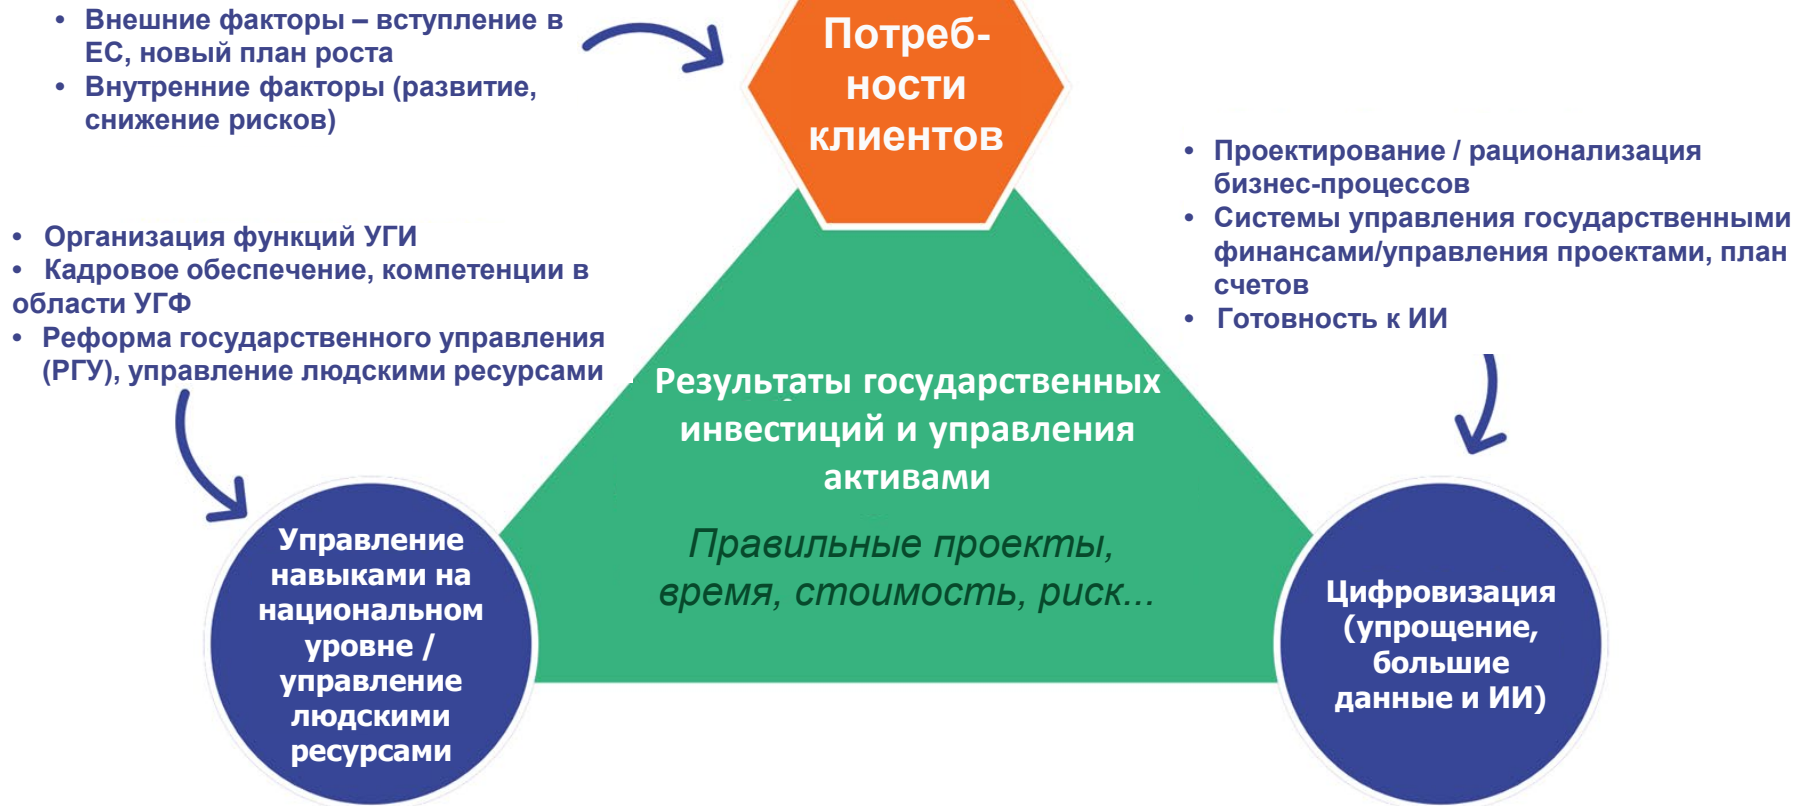 • Внешние факторы – вступление в
ЕС, новый план роста
• Внутренние факторы (развитие,
снижение рисков)
Потреб-
ности
клиентов
• Организация функций УГИ
• Кадровое обеспечение, компетенции в
области УГФ
• Реформа государственного управления
(РГУ), управление людскими ресурсами
• Проектирование / рационализация
бизнес-процессов
• Системы управления государственными
финансами/управления проектами, план
счетов
• Готовность к ИИ
Результаты государственных
инвестиций и управления
активами
Правильные проекты,
время, стоимость, риск...
Управление
навыками на
национальном
уровне /
управление
людскими
ресурсами
Цифровизация
(упрощение,
большие
данные и ИИ)